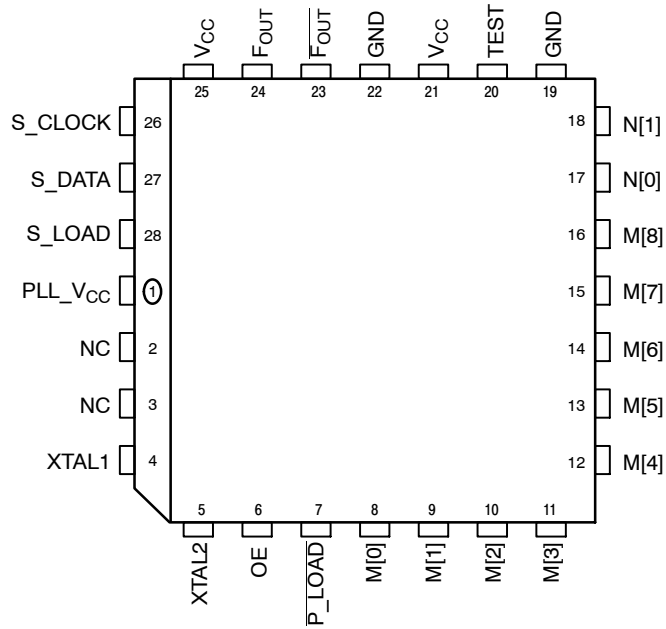 VCC FOUT FOUT GND VCC TEST GND
25 24 23 22 21 20 19
S_CLOCK 26 18 N[1]
S_DATA 27 17 N[0]
S_LOAD 28 16 M[8]
PLL_VCC 1 15 M[7]
NC 2 14 M[6]
NC 3 13 M[5]
XTAL1 4 12 M[4]
5 6 7 8 9 10 11
XTAL2 OE P_LOAD M[0] M[1] M[2] M[3]